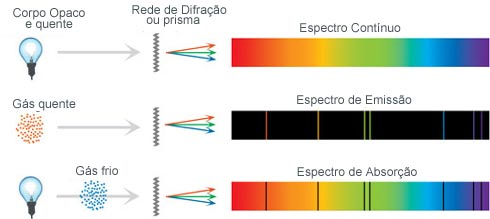 Corpo Opaco
e quente
Rede de Difração
ou prisma
Espectro Contínuo
Gás quente
Espectro de Emissão
Gás frio
Espectro de Absorção